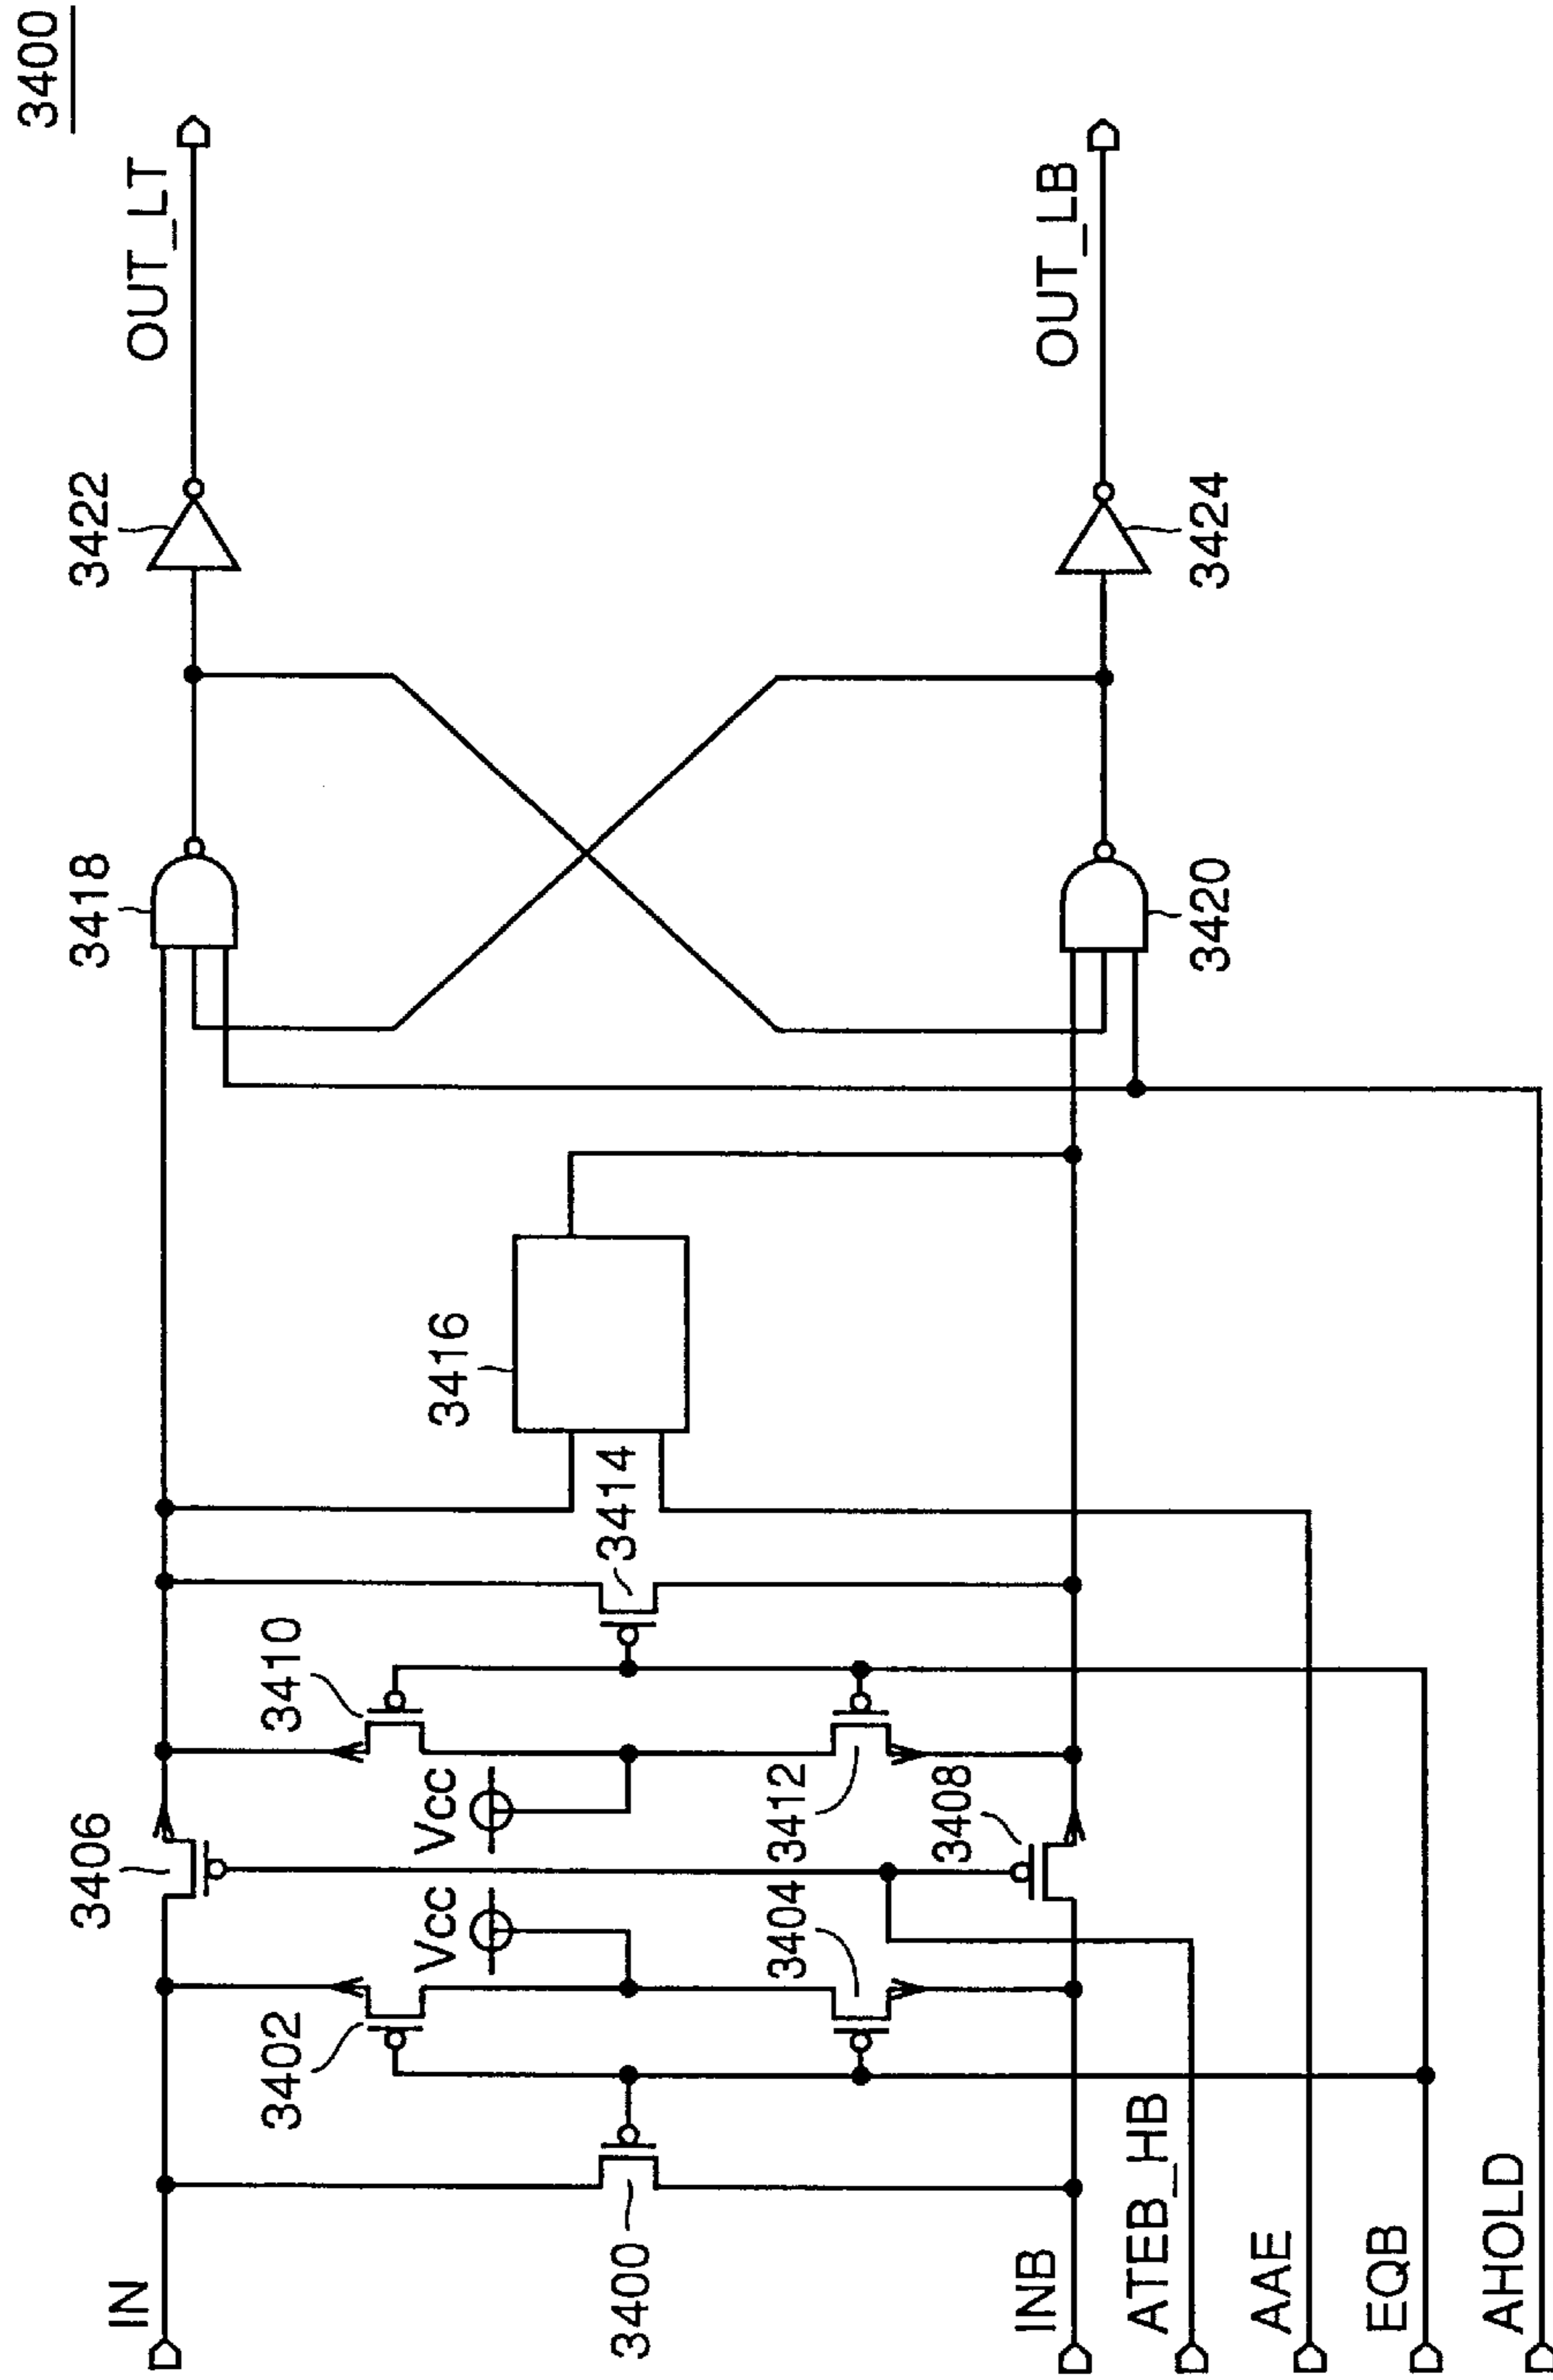 3400
OUT_LT
OUT_LB
3422
3424
3418
3420
3416
3414
3410
3412
3408
3406
Vcc
Vcc
3404
3402
3400
IN
INB
ATEB_HB
AAE
EQB
AHOLD